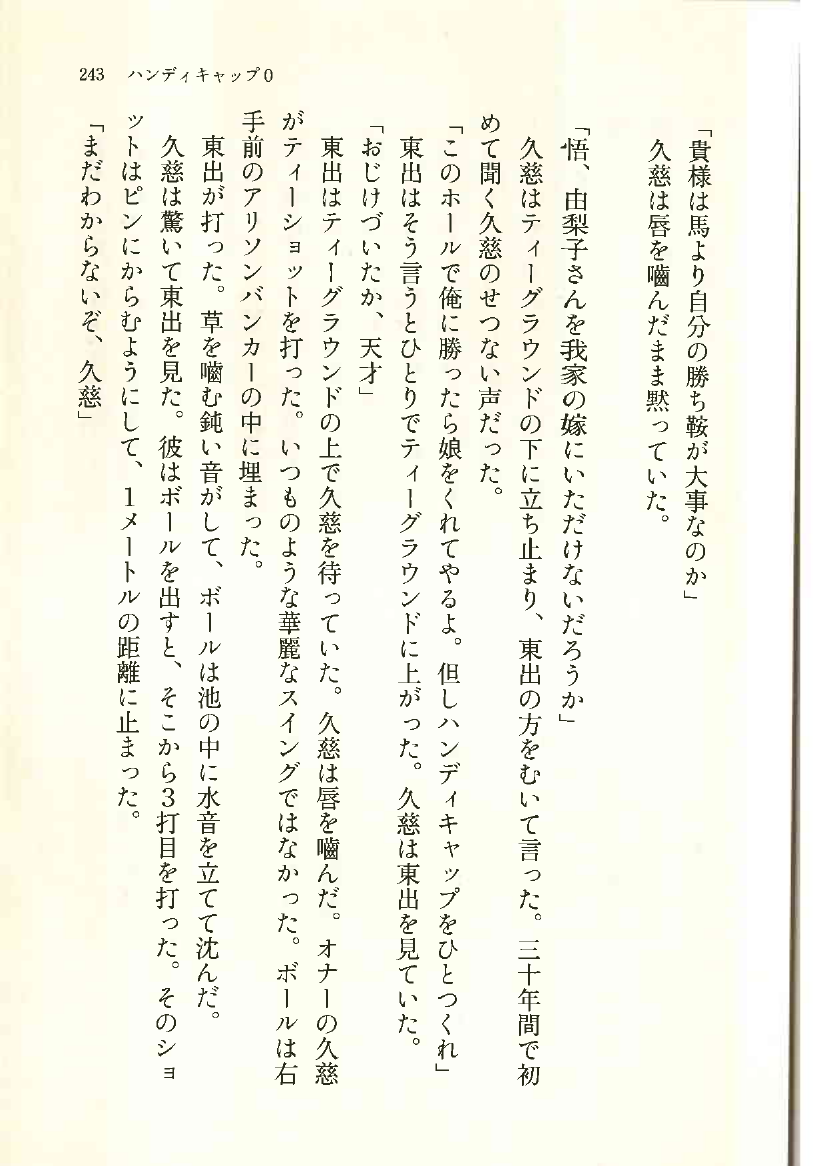 243 ハンディキャップ0
「貴様は馬より自分の勝ち鞍が大事なのか」
久慈は唇を嚙んだまま黙っていた。
「悟、由梨子さんを我家の嫁にいただけないだろうか」
久慈はティーグラウンドの下に立ち止まり、東出の方をむいて言った。三十年間で初
めて聞く久慈のせつない声だった。
「このホールで俺に勝ったら娘をくれてやるよ。但しハンディキャップをひとつくれ」
東出はそう言うとひとりでティーグラウンドに上がった。久慈は東出を見ていた。
「おじけづいたか、天才」
東出はティーグラウンドの上で久慈を待っていた。久慈は唇を嚙んだ。オナーの久慈
がティーショットを打った。いつものような華麗なスイングではなかった。ボールは右
手前のアリソンバンカーの中に埋まった。
東出が打った。草を嚙む鈍い音がして、ボールは池の中に水音を立てて沈んだ。
久慈は驚いて東出を見た。彼はボールを出すと、そこから3打目を打った。そのショ
ットはピンにからむようにして、1メートルの距離に止まった。
「まだわからないぞ、久慈」